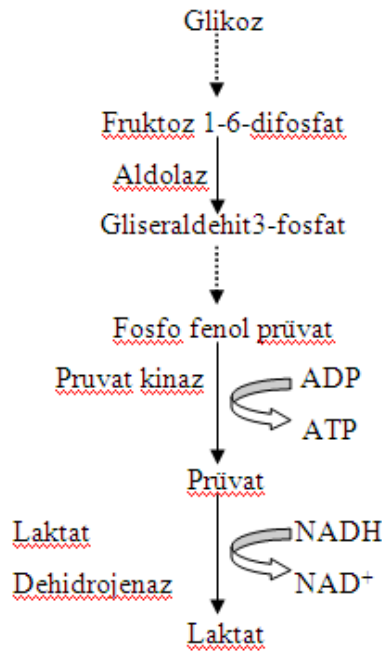 Glikoz
Fruktoz 1-6-difosfat
Aldolaz
Gliseraldehit3-fosfat
Fosfo fenol prüvat
Pruvat kinaz
ADP
ATP
Prüvat
Laktat
Dehidrojenaz
NADH
NAD⁺
Laktat